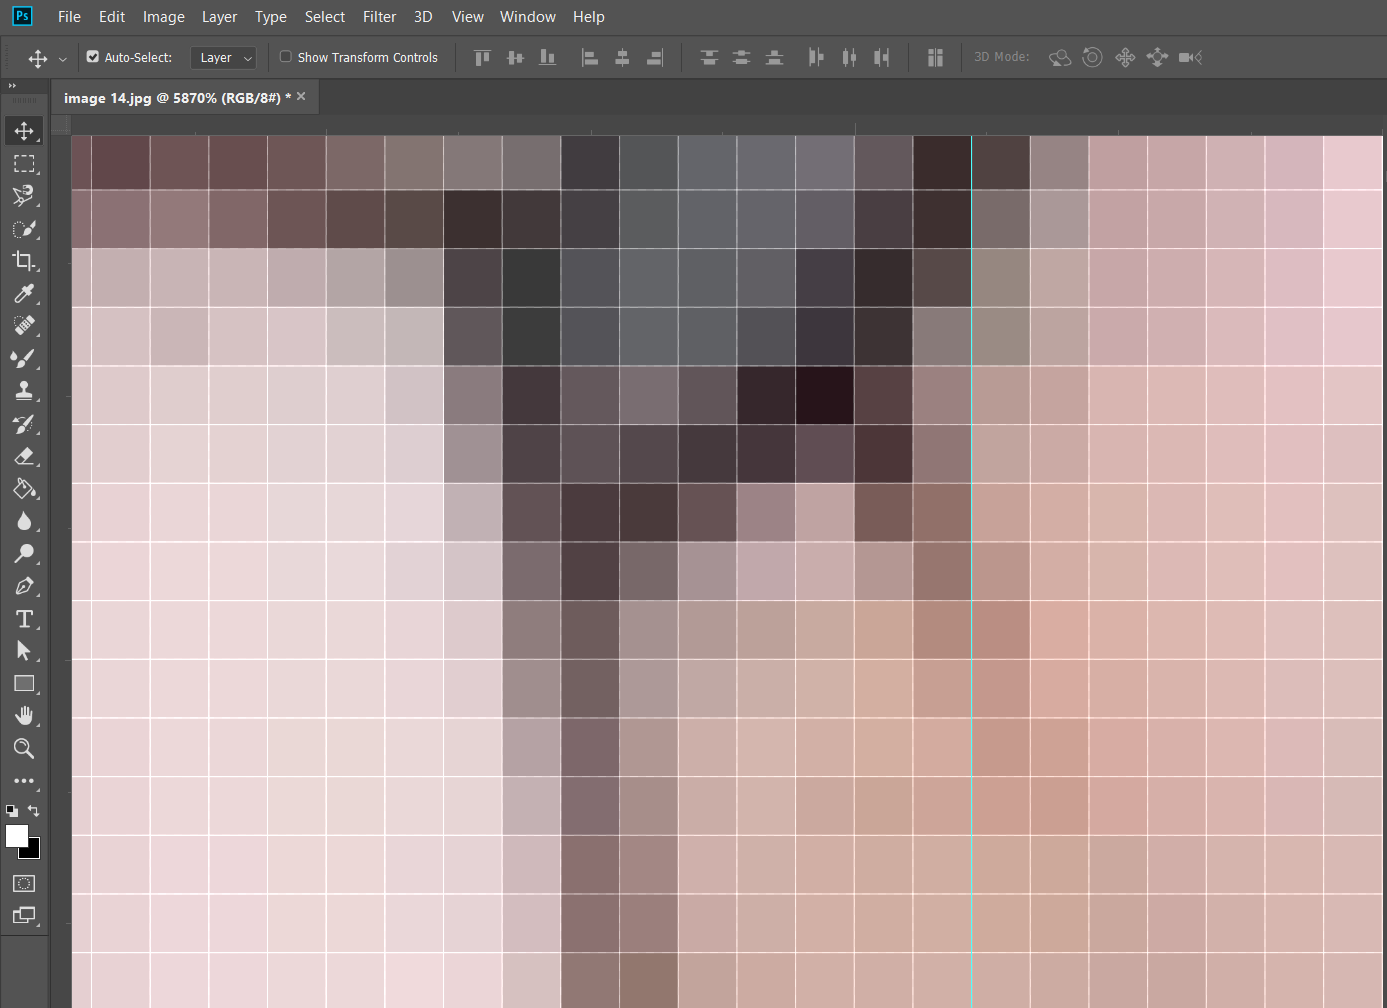 Ps File Edit Image Layer Type Select Filter 3D View Window Help
Auto-Select: Layer Show Transform Controls 3D Mode:
image 14.jpg @ 5870% (RGB/8#) *
T